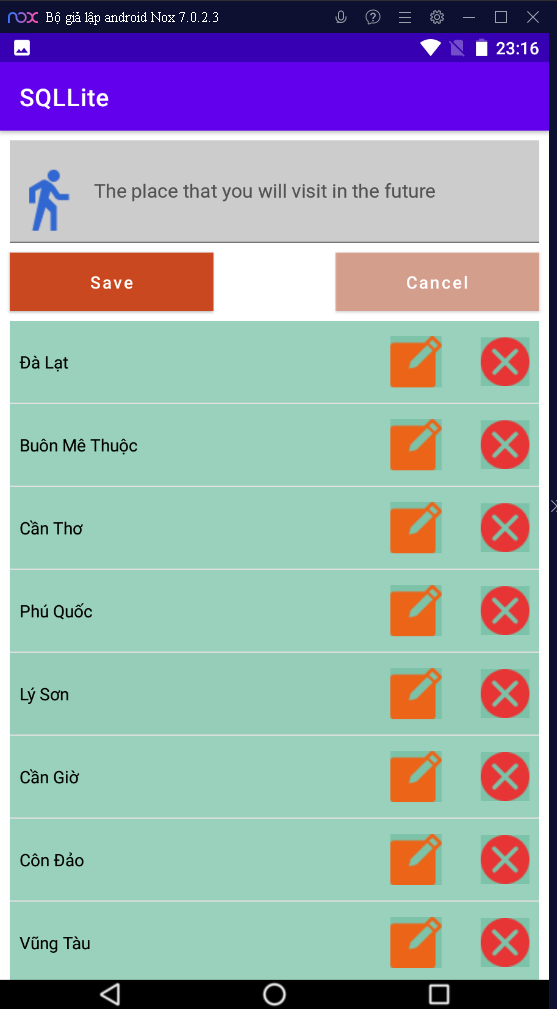 nox Bộ giả lập android Nox 7.0.2.3
23:16
SQLLite
The place that you will visit in the future
Save Cancel
Đà Lạt
Buôn Mê Thuộc
Cần Thơ
Phú Quốc
Lý Sơn
Cần Giờ
Côn Đảo
Vũng Tàu